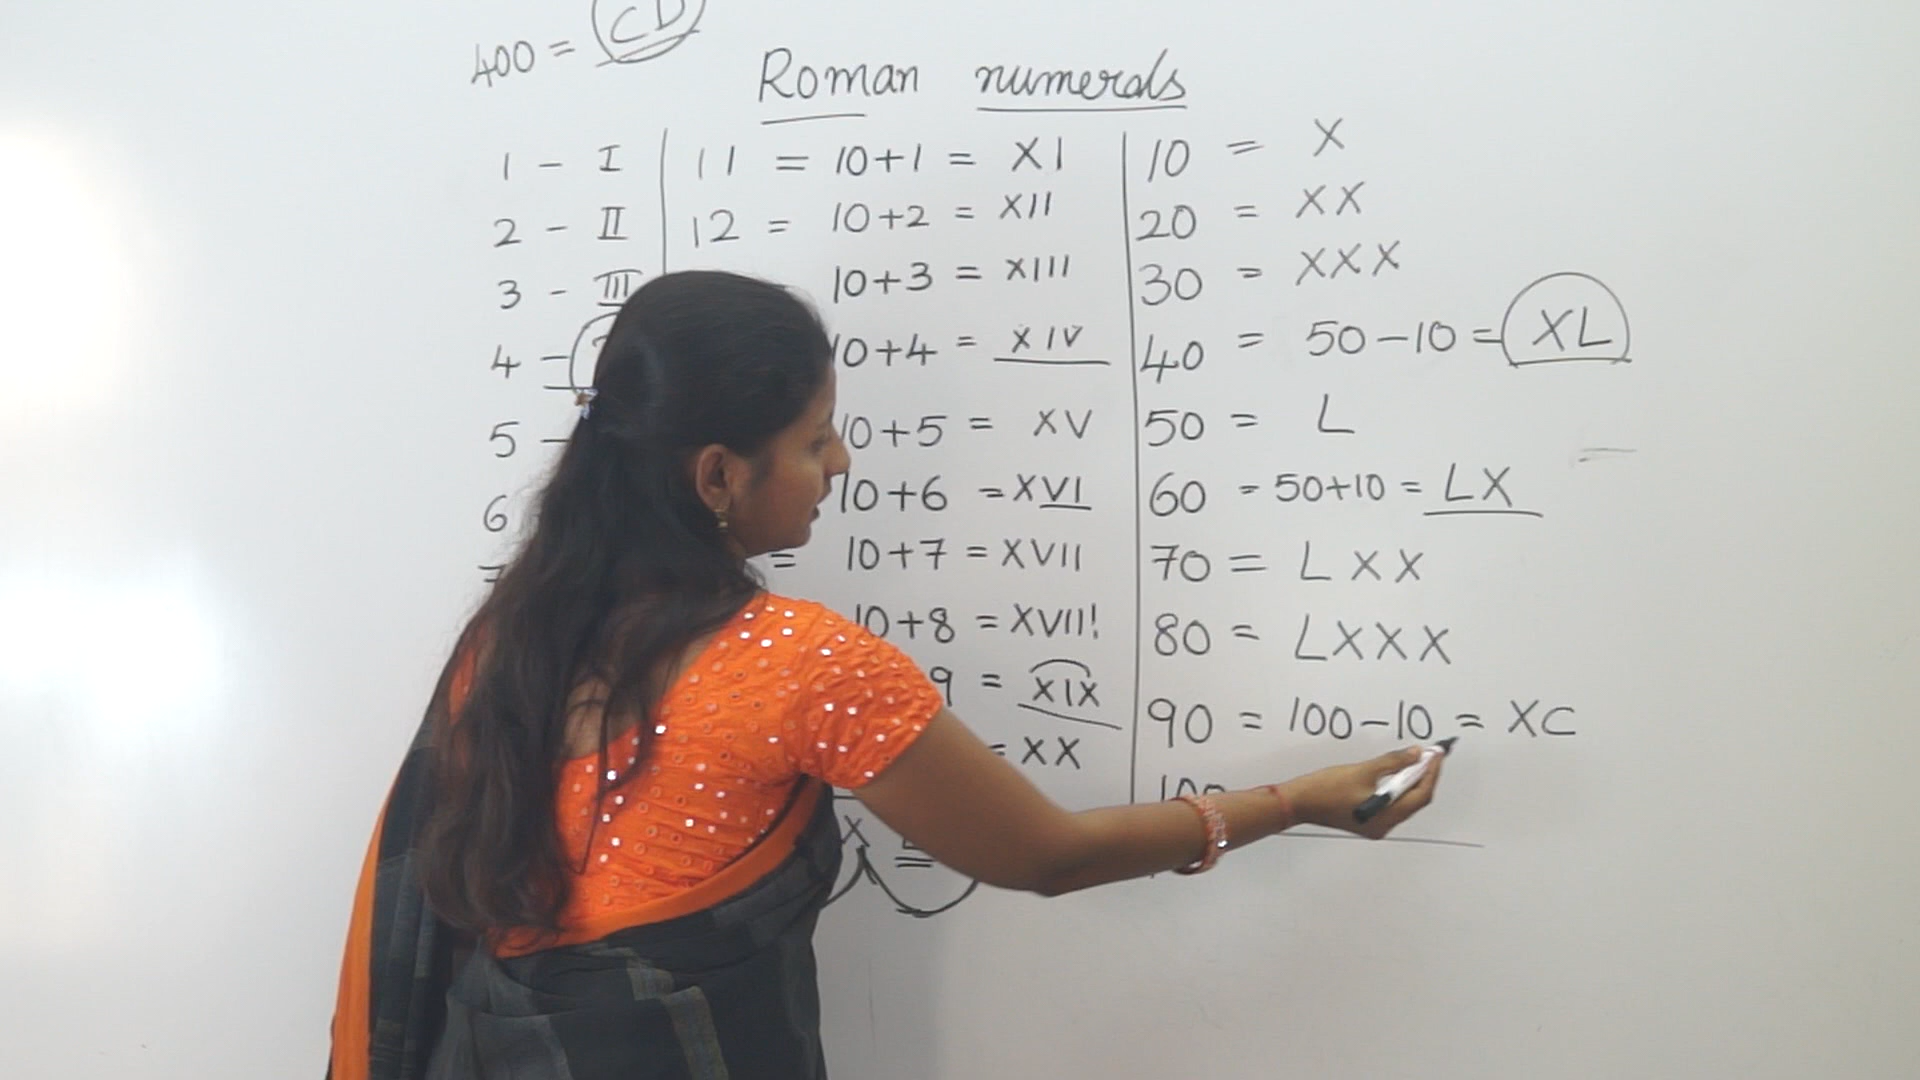 400 = CD
Roman numerals
1 - I
2 - II
3 - III
4 -
5 -
6
7
11 = 10+1 = XI
12 = 10+2 = XII
10+3 = XIII
10+4 = XIV
10+5 = XV
10+6 = XVI
= 10+7 = XVII
10+8 = XVIII
9 = XIX
= XX
X
10 = X
20 = XX
30 = XXX
40 = 50-10 = XL
50 = L
60 = 50+10 = LX
70 = LXX
80 = LXXX
90 = 100-10 = XC
100